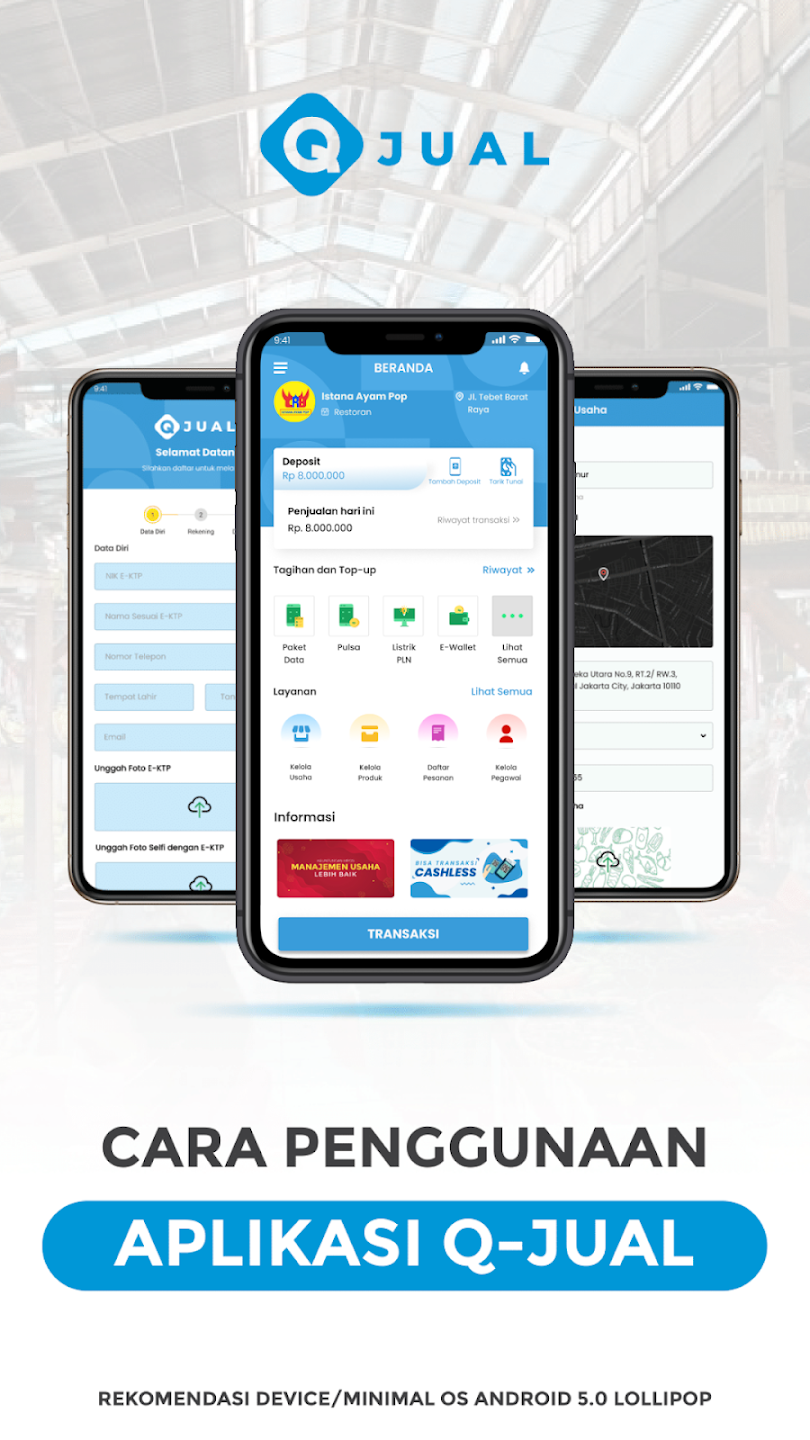 Q JUAL
9:41
BERANDA
Istana Ayam Pop
Restoran
Jl. Tebet Barat
Raya
Deposit
Rp 8.000.000
Tambah Deposit
Tarik Tunai
Penjualan hari ini
Rp. 8.000.000
Riwayat transaksi >>
Tagihan dan Top-up
Riwayat >>
Paket
Data
Pulsa
Listrik
PLN
E-Wallet
Lihat
Semua
Layanan
Lihat Semua
Kelola
Usaha
Kelola
Produk
Daftar
Pesanan
Kelola
Pegawai
Informasi
MANAJEMEN USAHA
LEBIH BAIK
BISA TRANSAKSI
CASHLESS
TRANSAKSI
9:41
Q JUAL
Selamat Datan
Silahkan daftar untuk mela
1
2
Data Diri
Rekening
Data Diri
NIK E-KTP
Nama Sesuai E-KTP
Nomor Telepon
Tempat Lahir
Tan
Email
Unggah Foto E-KTP
Unggah Foto Selfi dengan E-KTP
Usaha
mur
eka Utara No.9, RT.2/ RW.3,
Jakarta City, Jakarta 10110
55
ha
CARA PENGGUNAAN
APLIKASI Q-JUAL
REKOMENDASI DEVICE/MINIMAL OS ANDROID 5.0 LOLLIPOP